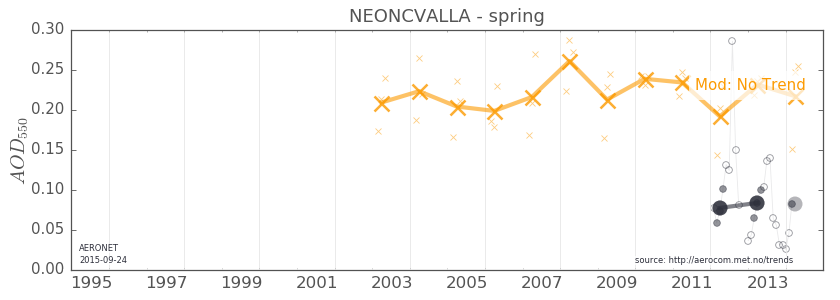 NEONCVALLA - spring
0.30
0.25
0.20
0.15
0.10
0.05
0.00
AOD550
Mod: No Trend
AERONET
2015-09-24
source: http://aerocom.met.no/trends
1995 1997 1999 2001 2003 2005 2007 2009 2011 2013